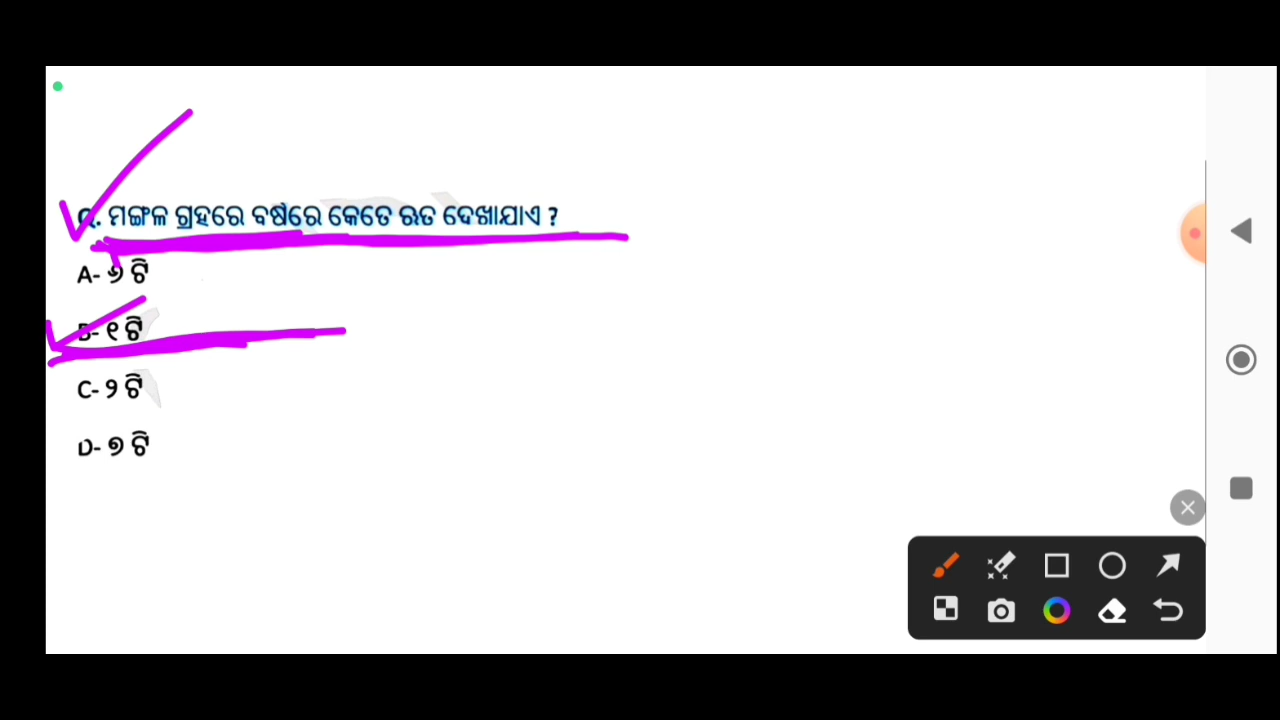 Q. ମଙ୍ଗଳ ଗ୍ରହରେ ବର୍ଷରେ କେତେ ଋତ ଦେଖାଯାଏ ?
A- ୬ ଟି
B- ୧ ଟି
C- ୨ ଟି
D- ୭ ଟି